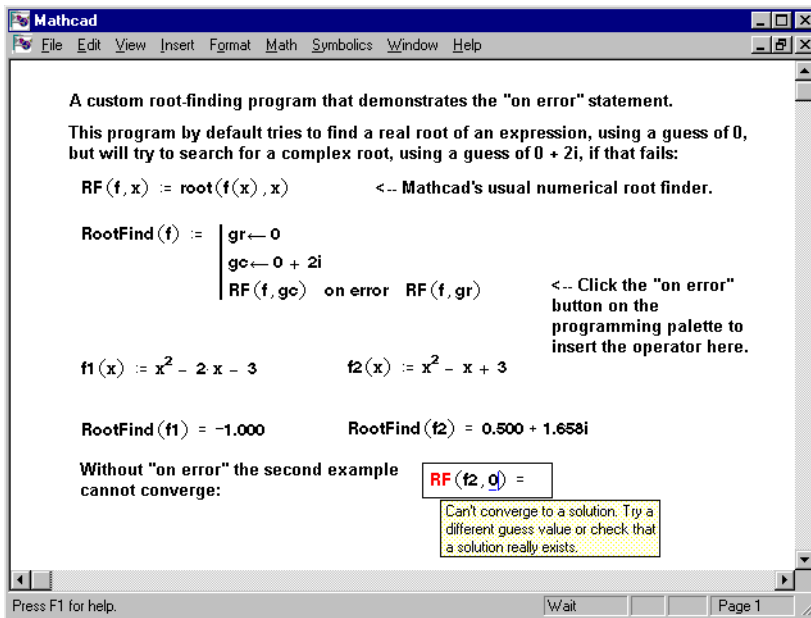 Mathcad
File Edit View Insert Format Math Symbolics Window Help
A custom root-finding program that demonstrates the "on error" statement.
This program by default tries to find a real root of an expression, using a guess of 0,
but will try to search for a complex root, using a guess of 0 + 2i, if that fails:
RF(f,x) := root(f(x),x)
<-- Mathcad's usual numerical root finder.
RootFind(f) :=
gr←0
gc←0 + 2i
RF(f,gc) on error RF(f,gr)
<-- Click the "on error"
button on the
programming palette to
insert the operator here.
f1(x) := x² - 2·x - 3
f2(x) := x² - x + 3
RootFind(f1) = -1.000
RootFind(f2) = 0.500 + 1.658i
Without "on error" the second example
cannot converge:
RF(f2,0) =
Can't converge to a solution. Try a
different guess value or check that
a solution really exists.
Press F1 for help.
Wait
Page 1